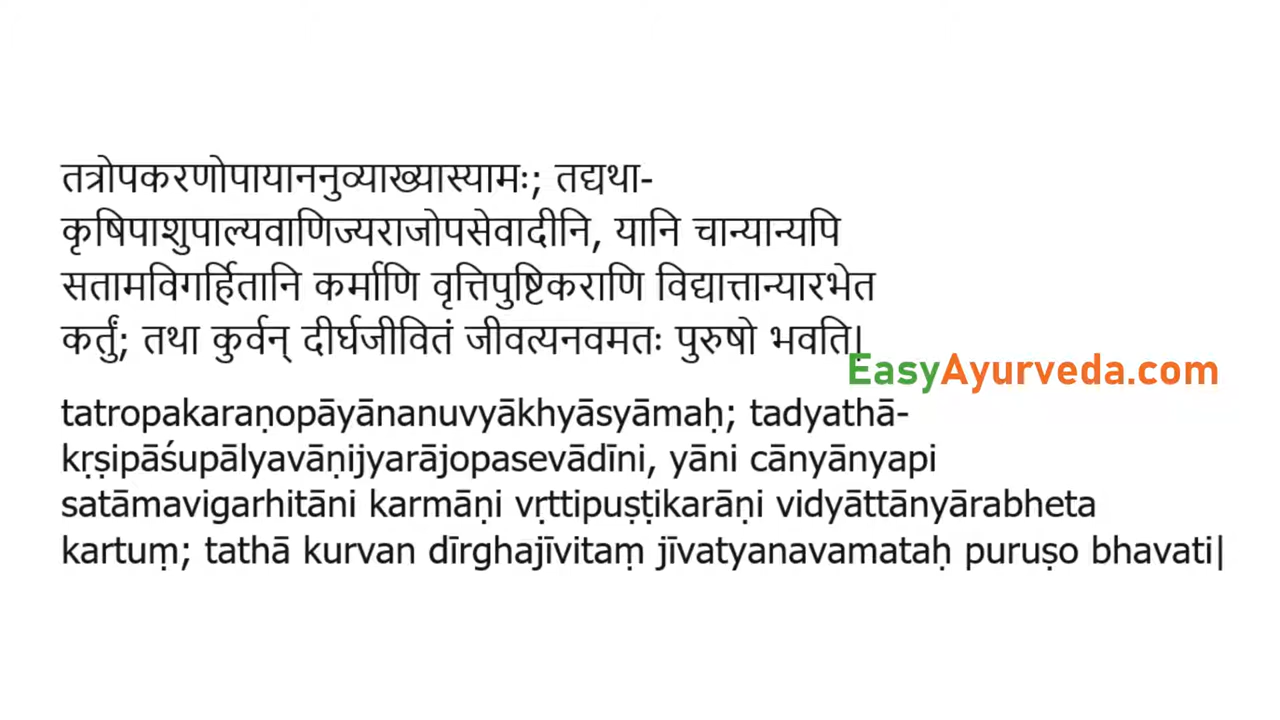 तत्रोपकरणोपायाननुव्याख्यास्यामः; तद्यथा-
कृषिपाशुपाल्यवाणिज्यराजोपसेवादीनि, यानि चान्यान्यपि
सतामविगर्हितानि कर्माणि वृत्तिपुष्टिकराणि विद्यात्तान्यारभेत
कर्तुं; तथा कुर्वन् दीर्घजीवितं जीवत्यनवमतः पुरुषो भवति|
EasyAyurveda.com
tatropakaraṇopāyānanuvyākhyāsyāmaḥ; tadyathā-
kṛṣipāśupālyavāṇijyarājopasevādīni, yāni cānyānyapi
satāmavigarhitāni karmāṇi vṛttipuṣṭikarāṇi vidyāttānyārabheta
kartuṃ; tathā kurvan dīrghajīvitaṃ jīvatyanavamataḥ puruṣo bhavati|